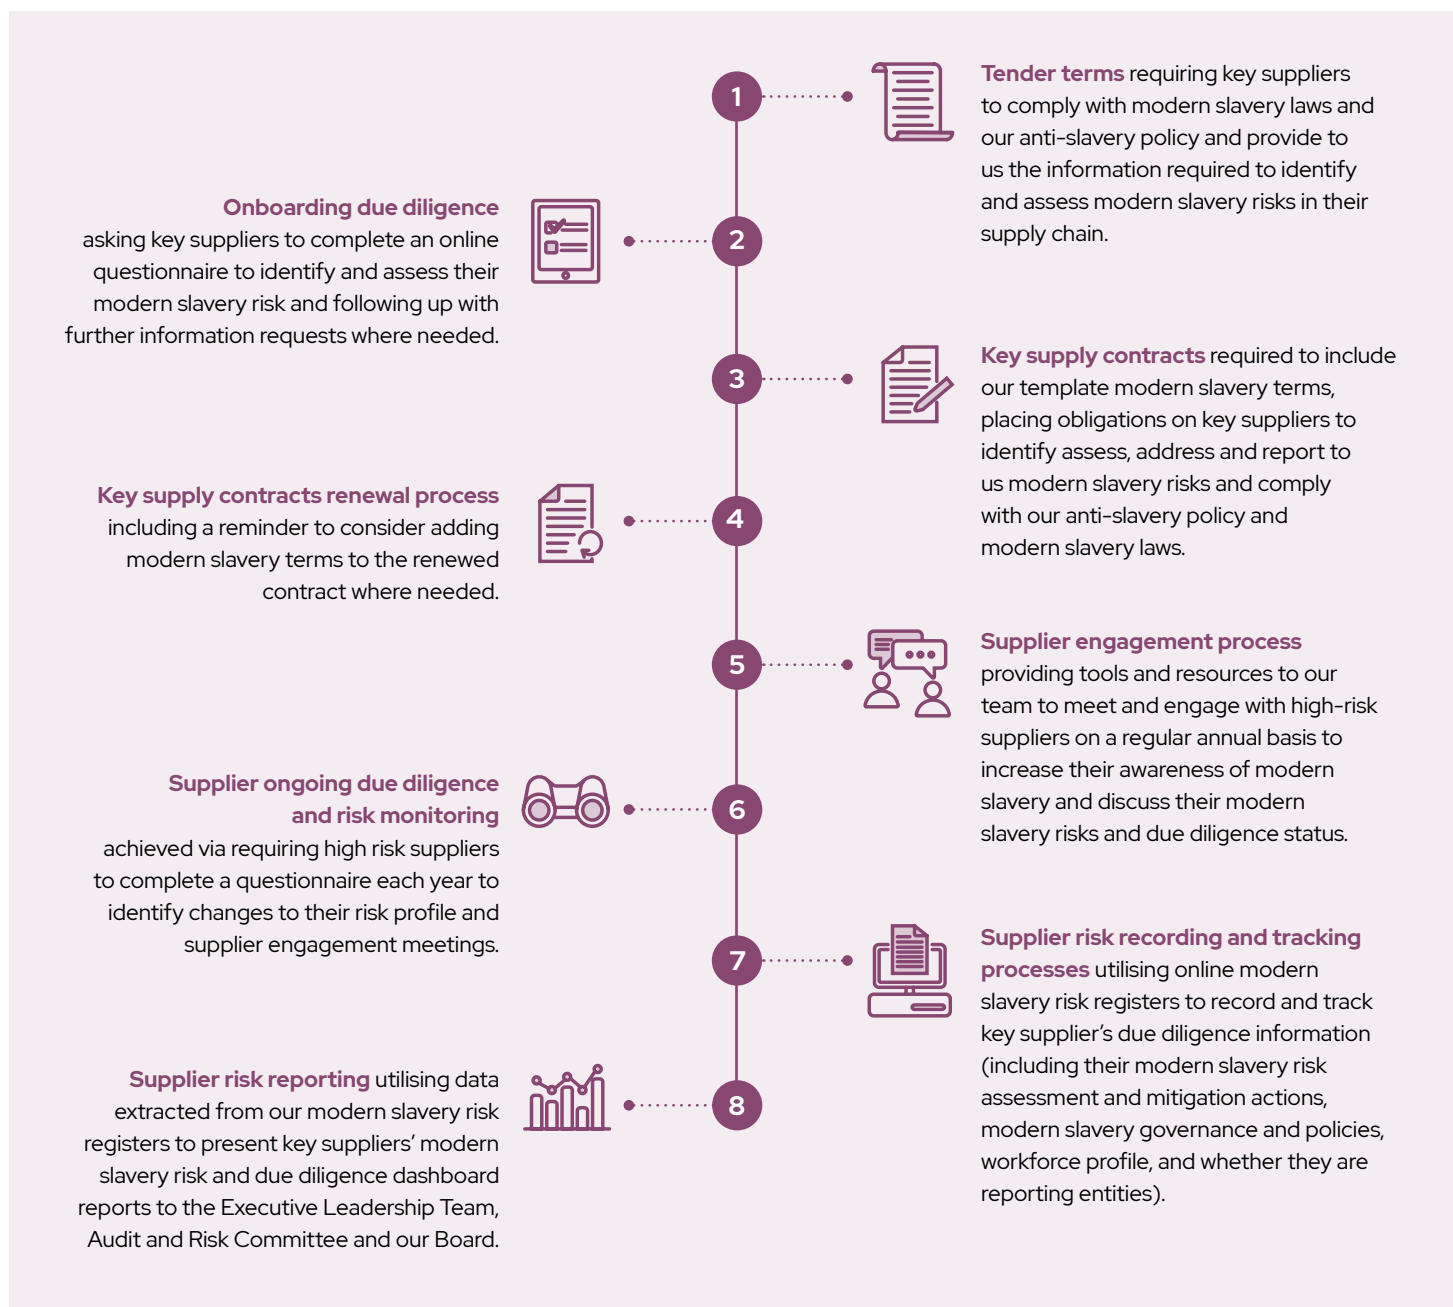 1
Tender terms requiring key suppliers
to comply with modern slavery laws and
our anti-slavery policy and provide to
us the information required to identify
and assess modern slavery risks in their
supply chain.
2
Onboarding due diligence
asking key suppliers to complete an online
questionnaire to identify and assess their
modern slavery risk and following up with
further information requests where needed.
3
Key supply contracts required to include
our template modern slavery terms,
placing obligations on key suppliers to
identify assess, address and report to
us modern slavery risks and comply
with our anti-slavery policy and
modern slavery laws.
4
Key supply contracts renewal process
including a reminder to consider adding
modern slavery terms to the renewed
contract where needed.
5
Supplier engagement process
providing tools and resources to our
team to meet and engage with high-risk
suppliers on a regular annual basis to
increase their awareness of modern
slavery and discuss their modern
slavery risks and due diligence status.
6
Supplier ongoing due diligence
and risk monitoring
achieved via requiring high risk suppliers
to complete a questionnaire each year to
identify changes to their risk profile and
supplier engagement meetings.
7
Supplier risk recording and tracking
processes utilising online modern
slavery risk registers to record and track
key supplier's due diligence information
(including their modern slavery risk
assessment and mitigation actions,
modern slavery governance and policies,
workforce profile, and whether they are
reporting entities).
8
Supplier risk reporting utilising data
extracted from our modern slavery risk
registers to present key suppliers' modern
slavery risk and due diligence dashboard
reports to the Executive Leadership Team,
Audit and Risk Committee and our Board.